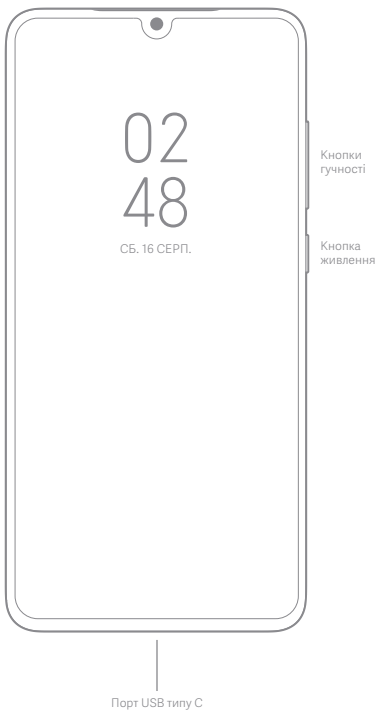 02
48
СБ. 16 СЕРП.
Кнопки
гучності
Кнопка
живлення
Порт USB типу C